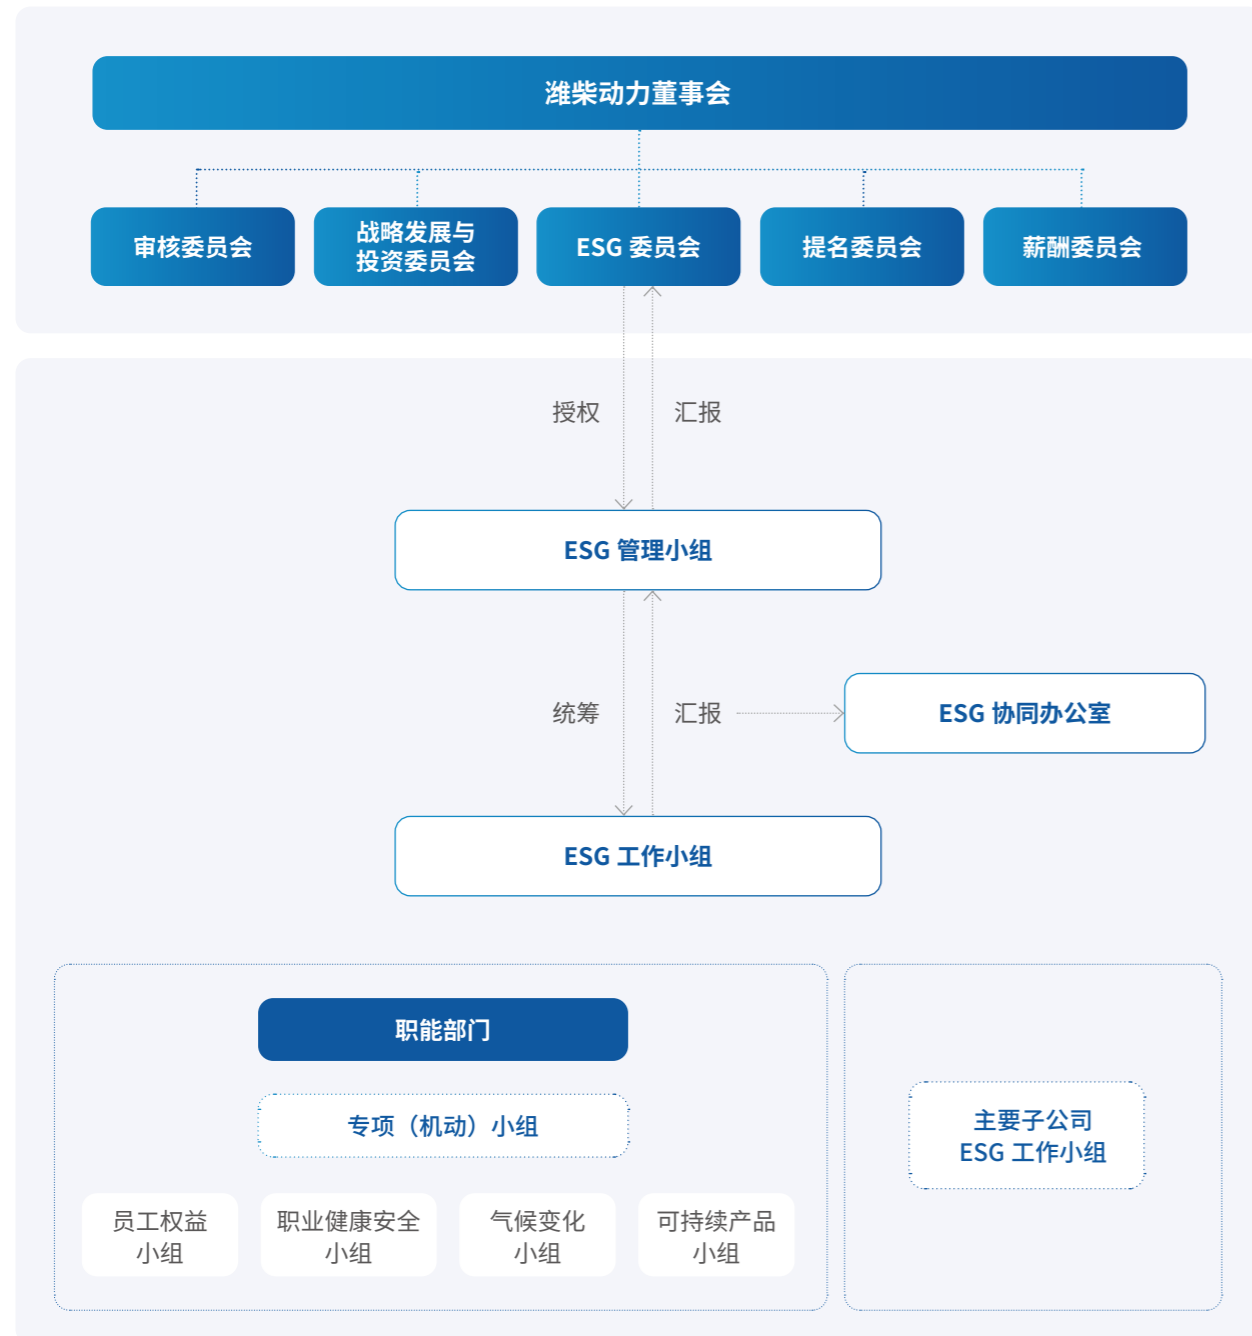 潍柴动力董事会
审核委员会
战略发展与
投资委员会
ESG 委员会
提名委员会
薪酬委员会
授权
汇报
ESG 管理小组
统筹
汇报
ESG 协同办公室
ESG 工作小组
职能部门
专项（机动）小组
员工权益
小组
职业健康安全
小组
气候变化
小组
可持续产品
小组
主要子公司
ESG 工作小组